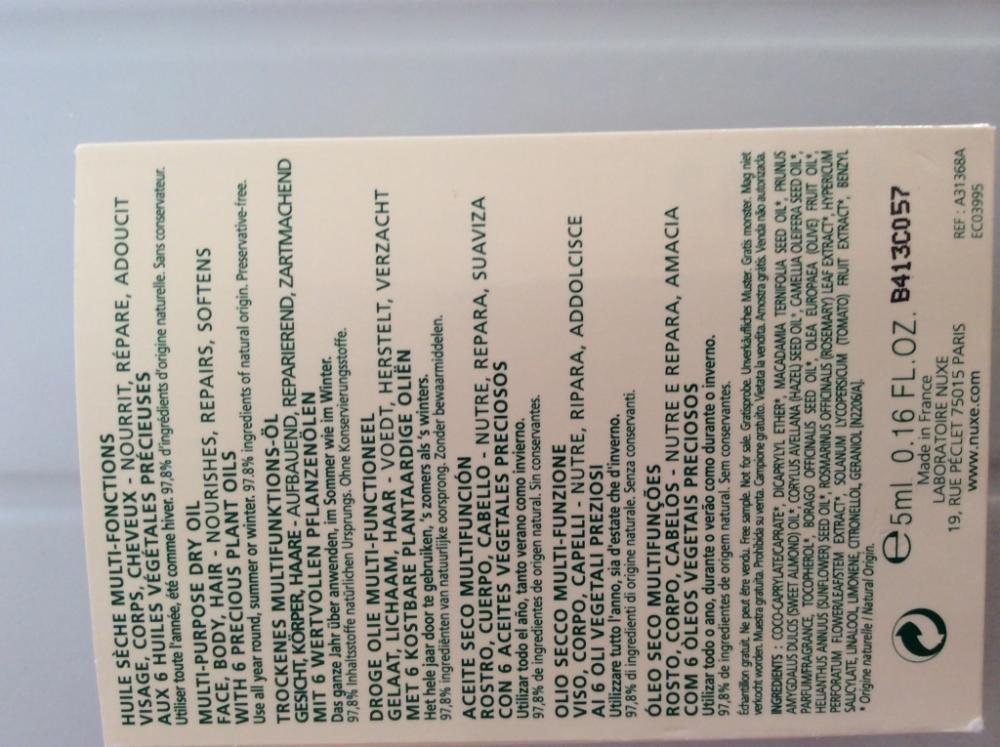 HUILE SÈCHE MULTI-FONCTIONS
VISAGE, CORPS, CHEVEUX - NOURRIT, RÉPARE, ADOUCIT
AUX 6 HUILES VÉGÉTALES PRÉCIEUSES
Utiliser toute l'année, été comme hiver. 97,8% d'ingrédients d'origine naturelle. Sans conservateur.
MULTI-PURPOSE DRY OIL
FACE, BODY, HAIR - NOURISHES, REPAIRS, SOFTENS
WITH 6 PRECIOUS PLANT OILS
Use all year round, summer or winter. 97.8% ingredients of natural origin. Preservative-free.
TROCKENES MULTIFUNKTIONS-ÖL
GESICHT, KÖRPER, HAARE - AUFBAUEND, REPARIEREND, ZARTMACHEND
MIT 6 WERTVOLLEN PFLANZENÖLEN
Das ganze Jahr über anwenden, im Sommer wie im Winter.
97,8% Inhaltsstoffe natürlichen Ursprungs. Ohne Konservierungsstoffe.
DROGE OLIE MULTI-FUNCTIONEEL
GELAAT, LICHAAM, HAAR - VOEDT, HERSTELT, VERZACHT
MET 6 KOSTBARE PLANTAARDIGE OLIËN
Het hele jaar door te gebruiken, 's zomers als 's winters.
97,8% ingrediënten van natuurlijke oorsprong. Zonder bewaarmiddelen.
ACEITE SECO MULTIFUNCIÓN
ROSTRO, CUERPO, CABELLO - NUTRE, REPARA, SUAVIZA
CON 6 ACEITES VEGETALES PRECIOSOS
Utilizar todo el año, tanto verano como invierno.
97,8% de ingredientes de origen natural. Sin conservantes.
OLIO SECCO MULTI-FUNZIONE
VISO, CORPO, CAPELLI - NUTRE, RIPARA, ADDOLCISCE
AI 6 OLI VEGETALI PREZIOSI
Utilizzare tutto l'anno, sia d'estate che d'inverno.
97,8% di ingredienti di origine naturale. Senza conservanti.
ÓLEO SECO MULTIFUNÇÕES
ROSTO, CORPO, CABELOS - NUTRE E REPARA, AMACIA
COM 6 ÓLEOS VEGETAIS PRECIOSOS
Utilizar todo o ano, durante o verão como durante o inverno.
97,8% de ingredientes de origem natural. Sem conservantes.
Échantillon gratuit. Ne peut être vendu. Free sample. Not for sale. Gratisprobe. Unverkäufliches Muster. Gratis monster. Mag niet
verkocht worden. Muestra gratuita. Prohibida su venta. Campione gratuito. Vietata la vendita. Amostra grátis. Venda não autorizada.
INGREDIENTS : COCO-CAPRYLATE/CAPRATE*, DICAPRYLYL ETHER*, MACADAMIA TERNIFOLIA SEED OIL*, PRUNUS
AMYGDALUS DULCIS (SWEET ALMOND) OIL*, CORYLUS AVELLANA (HAZEL) SEED OIL*, CAMELLIA OLEIFERA SEED OIL*,
PARFUM/FRAGRANCE, TOCOPHEROL*, BORAGO OFFICINALIS SEED OIL*, OLEA EUROPAEA (OLIVE) FRUIT OIL*,
HELIANTHUS ANNUUS (SUNFLOWER) SEED OIL*, ROSMARINUS OFFICINALIS (ROSEMARY) LEAF EXTRACT*, HYPERICUM
PERFORATUM FLOWER/LEAF/STEM EXTRACT*, SOLANUM LYCOPERSICUM (TOMATO) FRUIT EXTRACT*, BENZYL
SALICYLATE, LINALOOL, LIMONENE, CITRONELLOL, GERANIOL [N2206/A].
* Origine naturelle / Natural Origin.
e 5ml 0.16 FL.OZ. B413C057
Made in France
LABORATOIRE NUXE
19, RUE PÉCLET 75015 PARIS
www.nuxe.com
REF : A31368A
EC03995